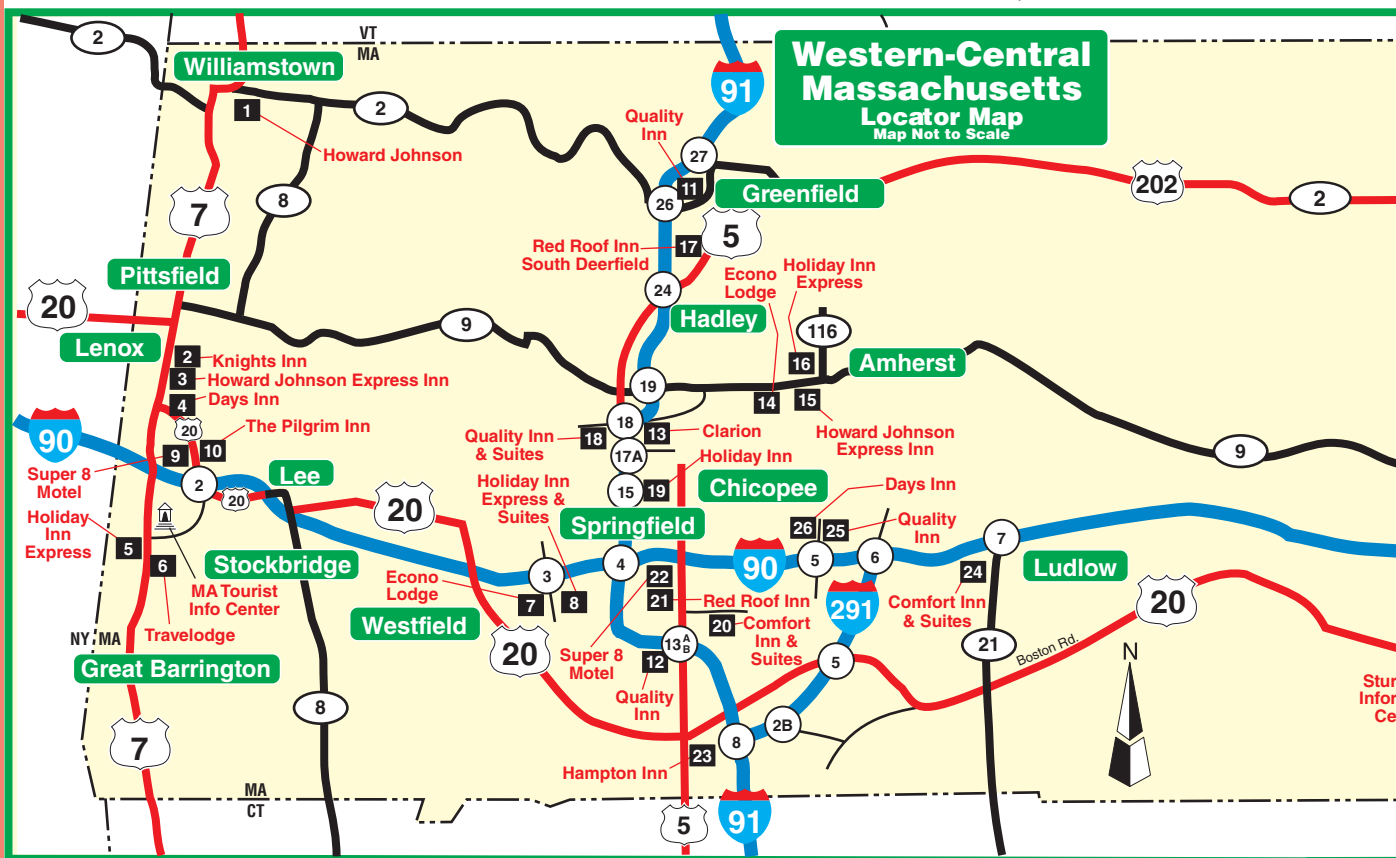 2
VT
MA
Williamstown
91
Western-Central
Massachusetts
Locator Map
Map Not to Scale
1
2
Howard Johnson
Quality
Inn
27
11
26
Greenfield
202
2
7
8
5
Red Roof Inn
South Deerfield
17
Pittsfield
24
Econo
Lodge
Holiday Inn
Express
20
Hadley
116
9
Lenox
2
Knights Inn
3
Howard Johnson Express Inn
4
Days Inn
16
Amherst
19
14
15
Howard Johnson
Express Inn
90
20
The Pilgrim Inn
9
10
Super 8
Motel
Quality Inn
& Suites
18
18
13
Clarion
17A
9
2
20
Lee
Holiday Inn
15
19
Chicopee
Holiday Inn
Express &
Suites
Days Inn
20
Holiday
Inn
Express
5
Springfield
26
25
Quality
Inn
6
MA Tourist
Info Center
Stockbridge
Travelodge
3
4
90
5
6
7
Ludlow
Econo
Lodge
7
8
22
21
Red Roof Inn
24
Comfort Inn
& Suites
291
20
Westfield
20
Comfort
Inn &
Suites
NY
MA
Great Barrington
20
Super 8
Motel
13 A
B
12
Quality
Inn
5
21
Boston Rd.
N
Stur
Infor
Ce
8
7
2B
8
23
Hampton Inn
MA
CT
5
91